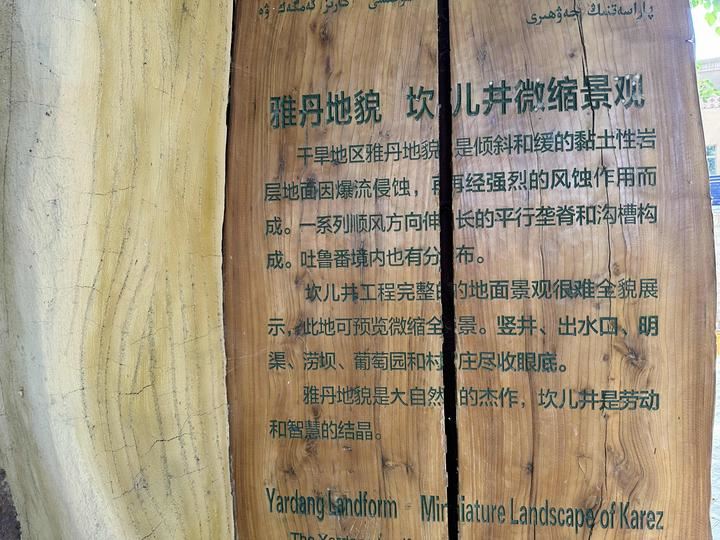 پاراسەتنىڭ جەۋھىرى
雅丹地貌 坎儿井微缩景观
干旱地区雅丹地貌是倾斜和缓的黏土性岩
层地面因爆流侵蚀，再经强烈的风蚀作用而
成。一系列顺风方向伸长的平行垄脊和沟槽构
成。吐鲁番境内也有分布。
坎儿井工程完整的地面景观很难全貌展
示，此地可预览微缩全景。竖井、出水口、明
渠、涝坝、葡萄园和村庄尽收眼底。
雅丹地貌是大自然的杰作，坎儿井是劳动
和智慧的结晶。
Yardang Landform Miniature Landscape of Karez